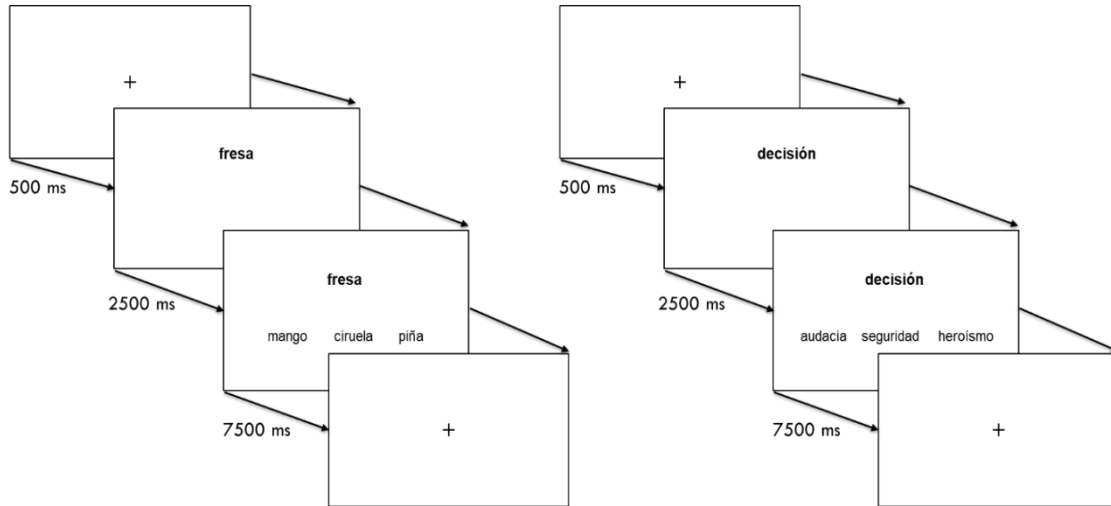 +
fresa
500 ms
fresa
2500 ms
mango ciruela piña
7500 ms
+
+
decisión
500 ms
decisión
2500 ms
audacia seguridad heroísmo
7500 ms
+